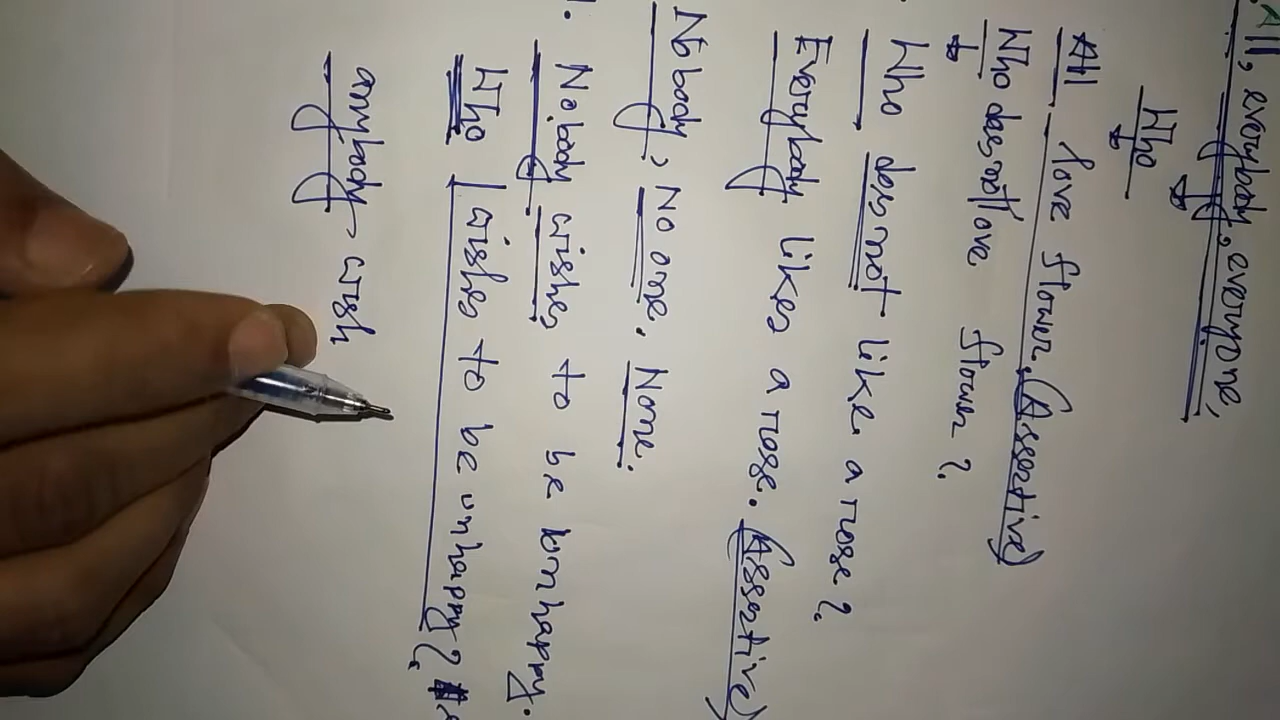 All, everybody, everyone,
Who
All love flower. (Assertive)
Who does not love flower ?
Who does not like a rose ?
Everybody likes a rose. (Assertive)
Nobody, No one, None.
1. Nobody wishes to be unhappy.
Who wishes to be unhappy ?
anybody wish